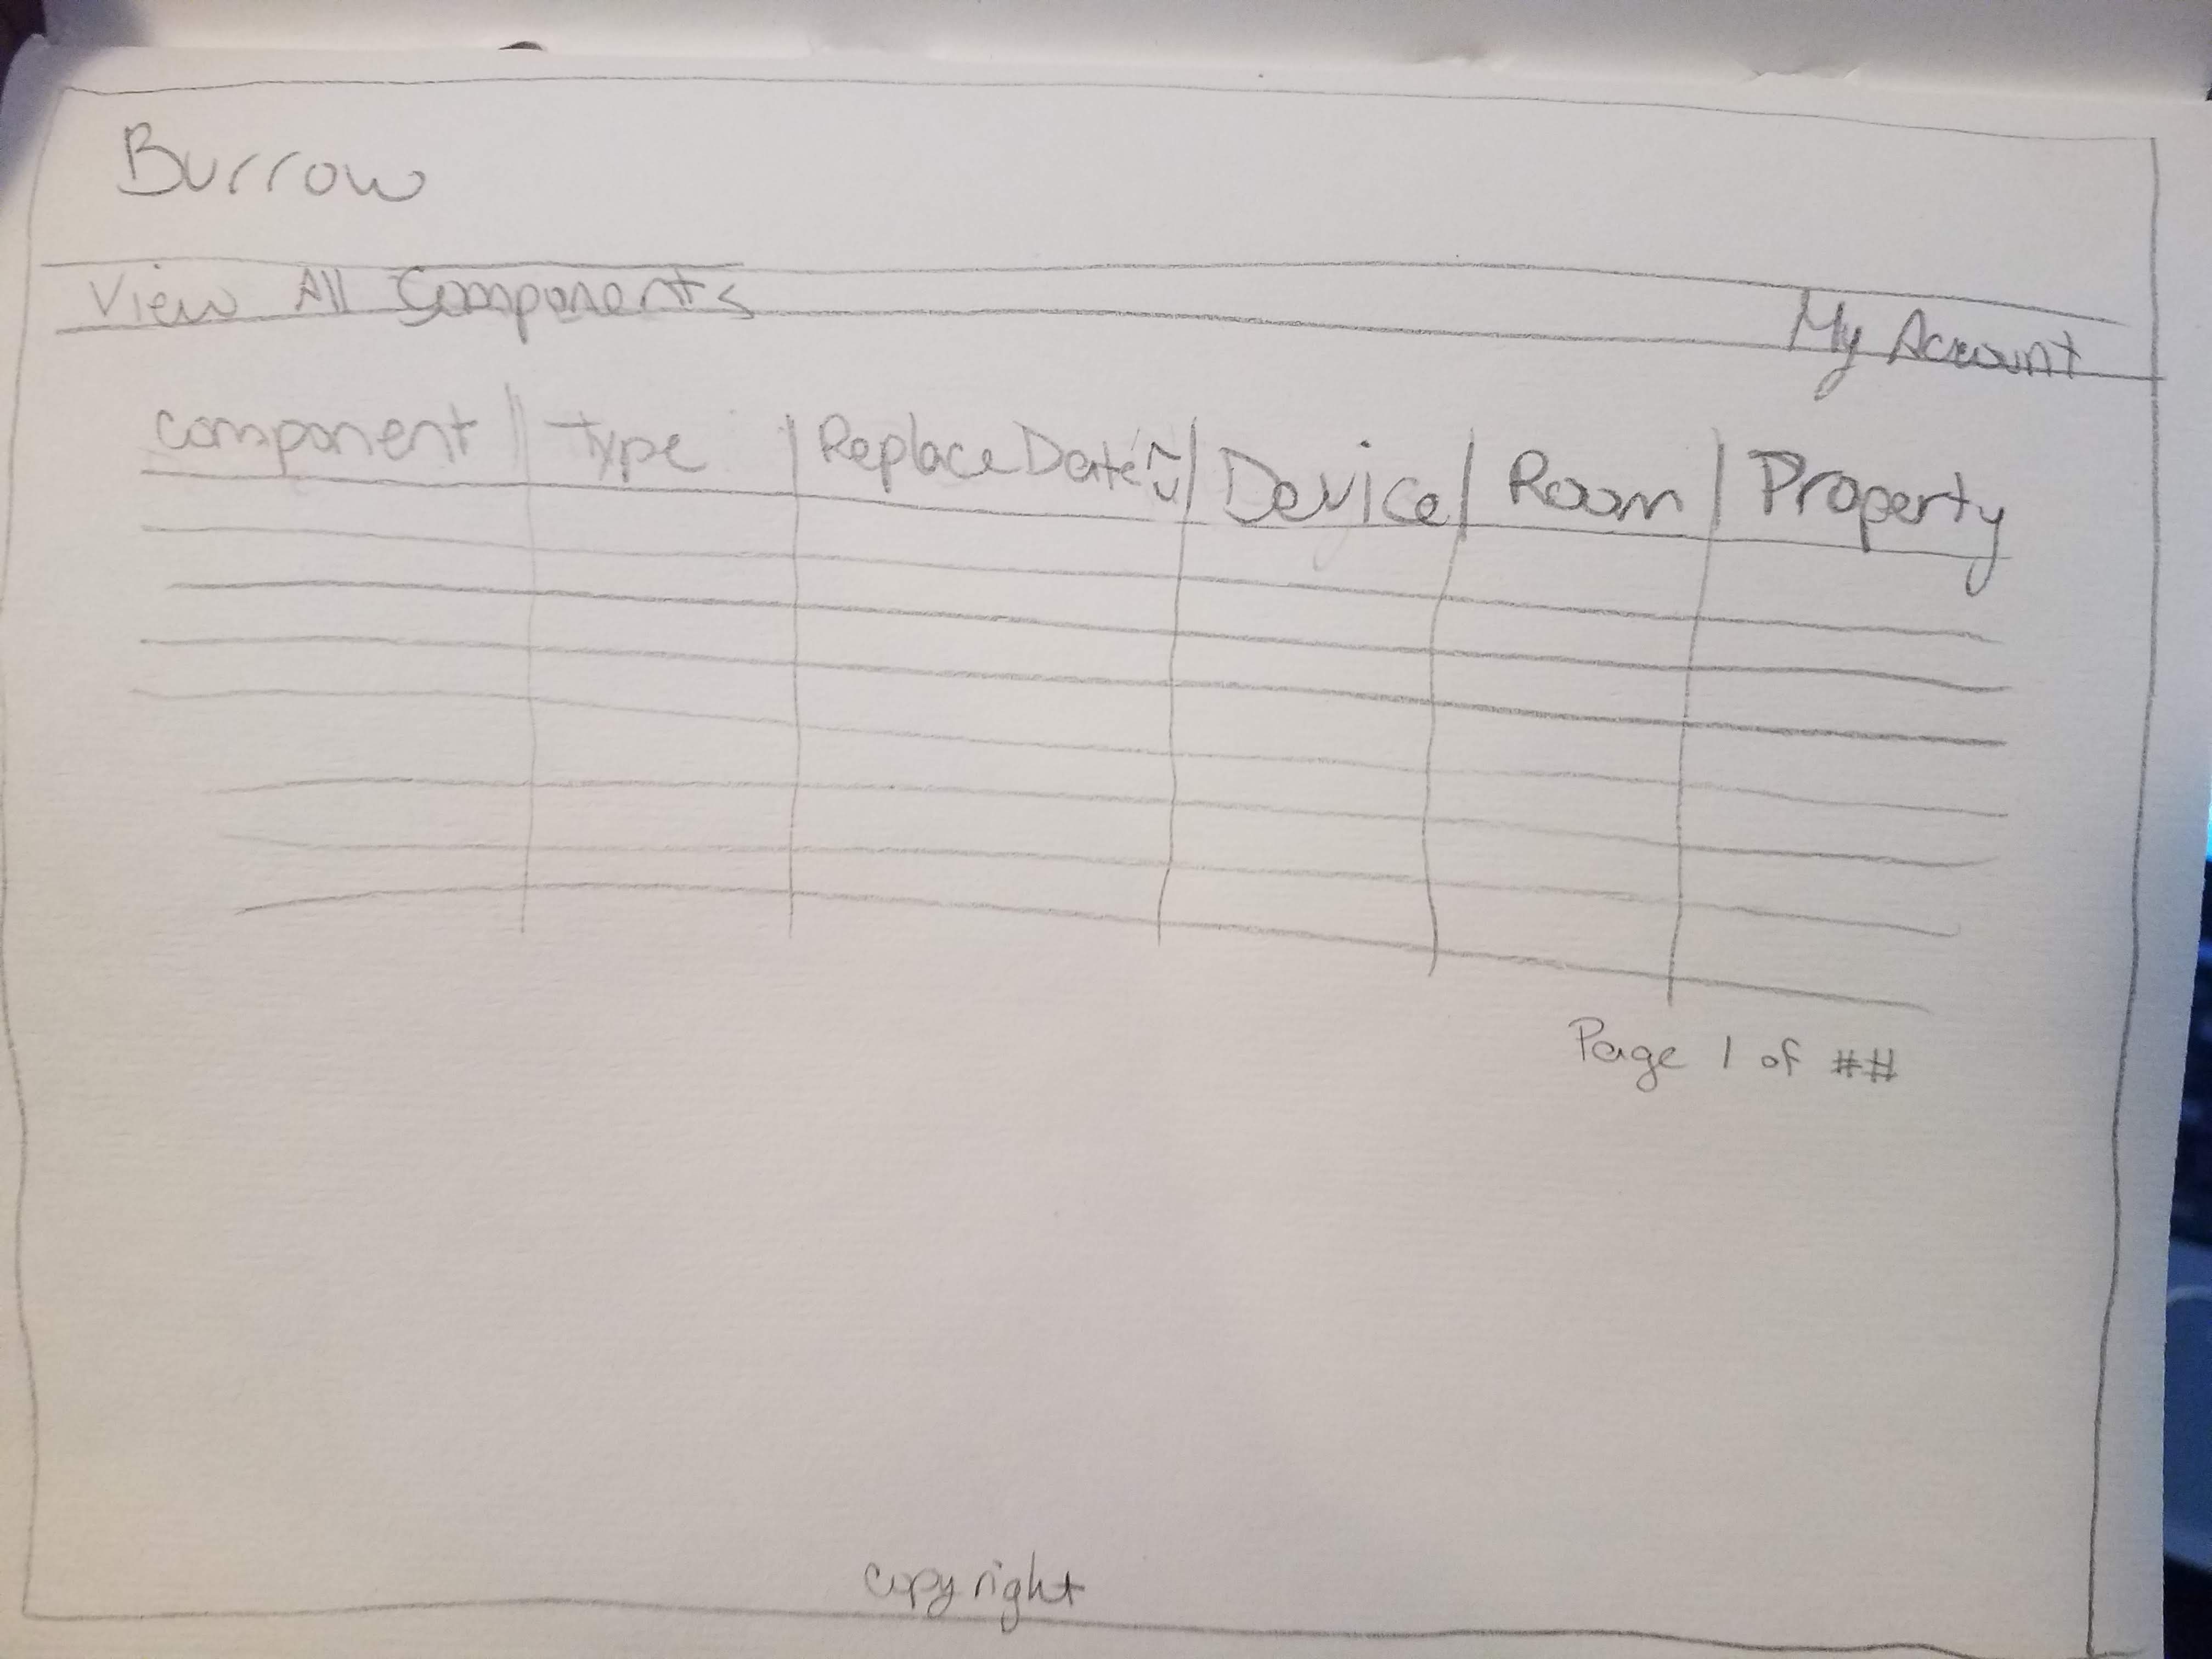 Burrow
View All Components My Account
Component Type Replace Date Device Room Property
Page 1 of ##
copyright